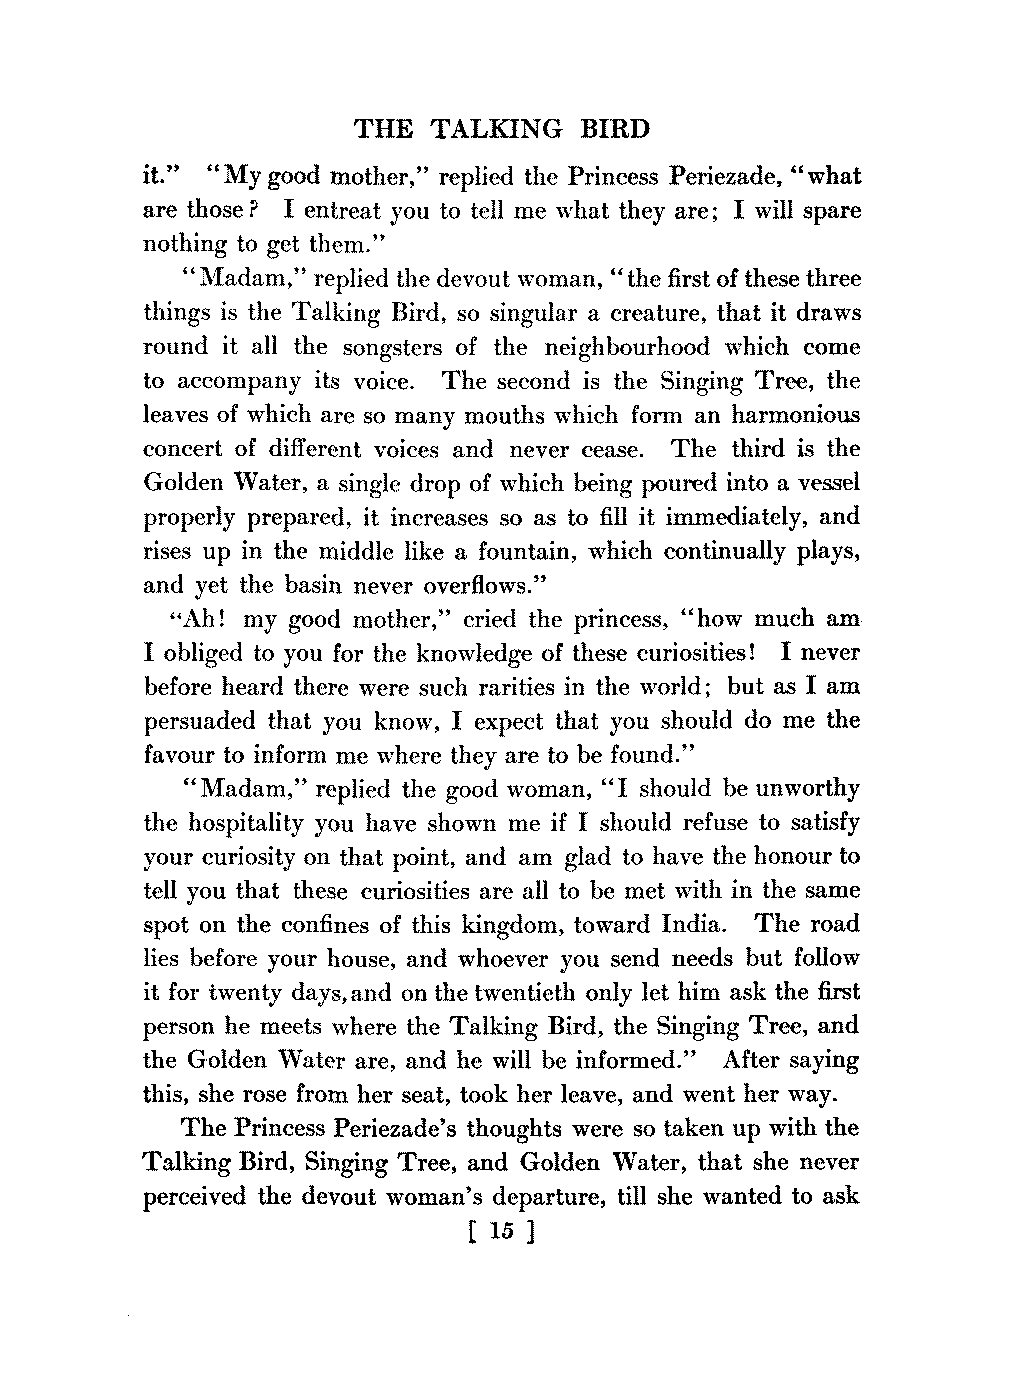 THE TALKING BIRD
it." "My good mother," replied the Princess Periezade, "what
are those? I entreat you to tell me what they are; I will spare
nothing to get them."
"Madam," replied the devout woman, "the first of these three
things is the Talking Bird, so singular a creature, that it draws
round it all the songsters of the neighbourhood which come
to accompany its voice. The second is the Singing Tree, the
leaves of which are so many mouths which form an harmonious
concert of different voices and never cease. The third is the
Golden Water, a single drop of which being poured into a vessel
properly prepared, it increases so as to fill it immediately, and
rises up in the middle like a fountain, which continually plays,
and yet the basin never overflows."
"Ah! my good mother," cried the princess, "how much am
I obliged to you for the knowledge of these curiosities! I never
before heard there were such rarities in the world; but as I am
persuaded that you know, I expect that you should do me the
favour to inform me where they are to be found."
"Madam," replied the good woman, "I should be unworthy
the hospitality you have shown me if I should refuse to satisfy
your curiosity on that point, and am glad to have the honour to
tell you that these curiosities are all to be met with in the same
spot on the confines of this kingdom, toward India. The road
lies before your house, and whoever you send needs but follow
it for twenty days, and on the twentieth only let him ask the first
person he meets where the Talking Bird, the Singing Tree, and
the Golden Water are, and he will be informed." After saying
this, she rose from her seat, took her leave, and went her way.
The Princess Periezade's thoughts were so taken up with the
Talking Bird, Singing Tree, and Golden Water, that she never
perceived the devout woman's departure, till she wanted to ask
[ 15 ]